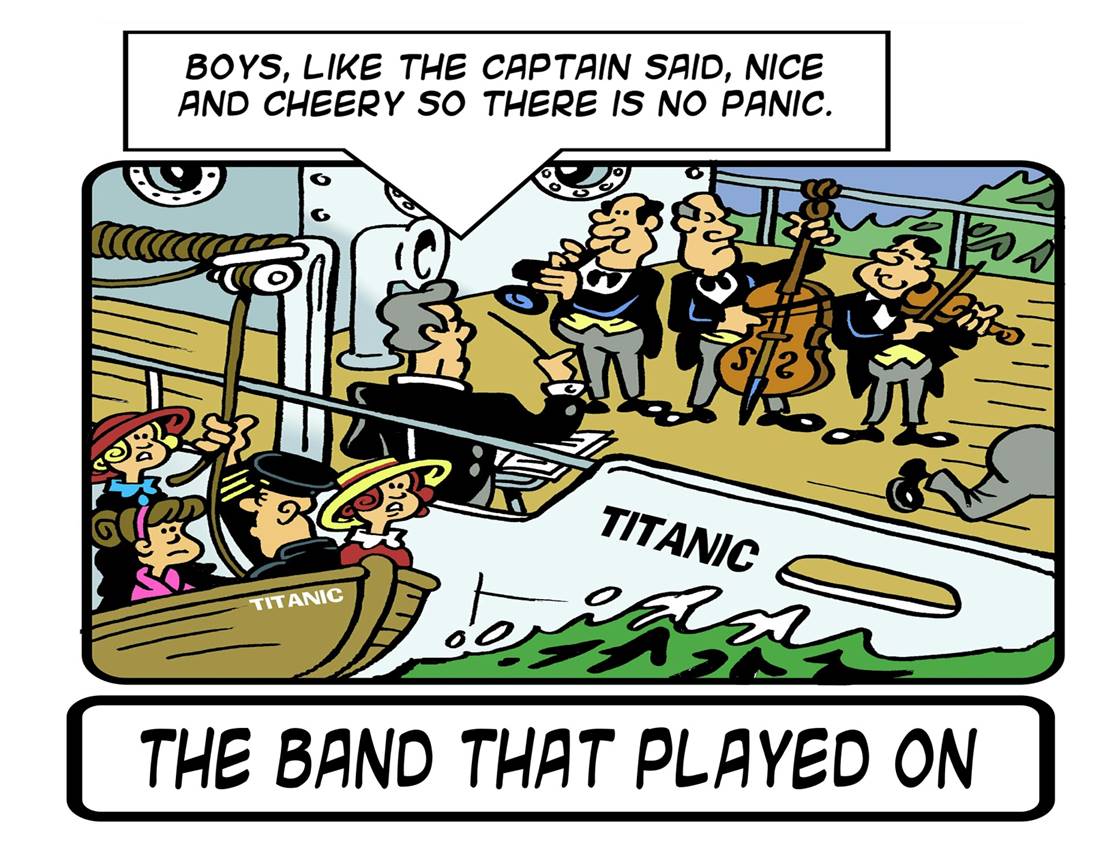 BOYS, LIKE THE CAPTAIN SAID, NICE
AND CHEERY SO THERE IS NO PANIC.
TITANIC
TITANIC
THE BAND THAT PLAYED ON